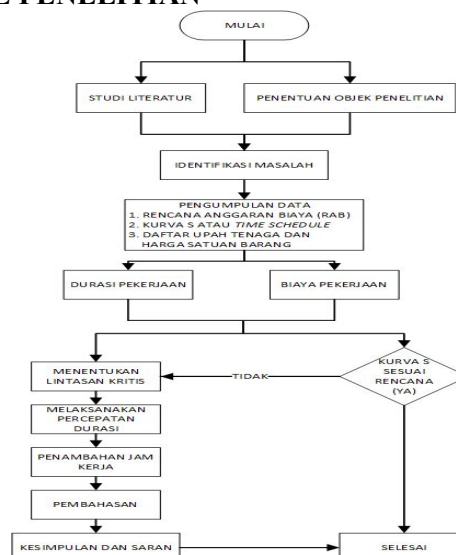 PENELITIAN
MULAI
STUDI LITERATUR
PENENTUAN OBJEK PENELITIAN
IDENTIFIKASI MASALAH
PENGUMPULAN DATA
1. RENCANA ANGGARAN BIAYA (RAB)
2. KURVA S ATAU TIME SCHEDULE
3. DAFTAR UPAH TENAGA DAN
HARGA SATUAN BARANG
DURASI PEKERJAAN
BIAYA PEKERJAAN
MENENTUKAN
LINTASAN KRITIS
TIDAK
KURVA S
SESUAI
RENCANA
(YA)
MELAKSANAKAN
PERCEPATAN
DURASI
PENAMBAHAN JAM
KERJA
PEMBAHASAN
KESIMPULAN DAN SARAN
SELESAI